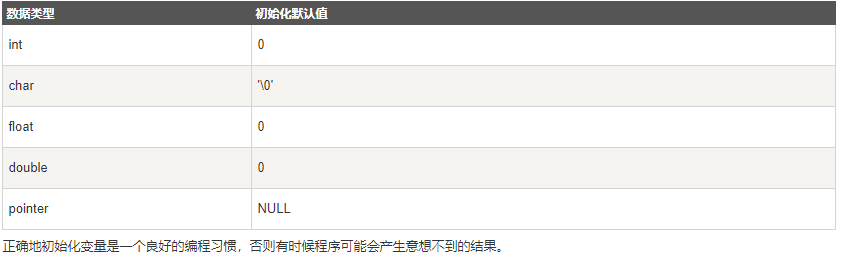 数据类型 初始化默认值
int 0
char '\0'
float 0
double 0
pointer NULL
正确地初始化变量是一个良好的编程习惯，否则有时候程序可能会产生意想不到的结果。